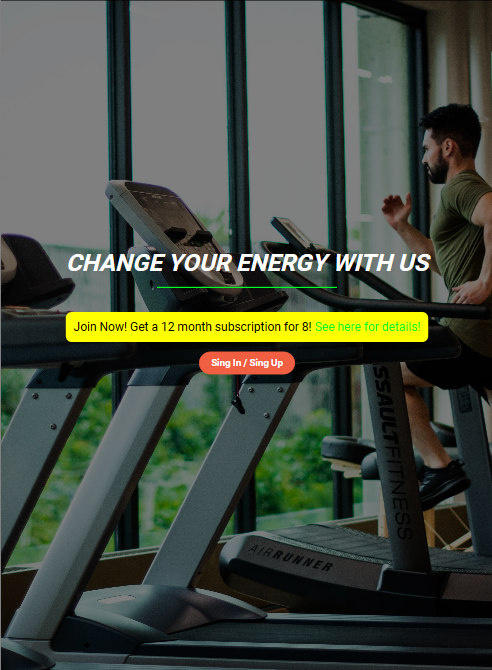 CHANGE YOUR ENERGY WITH US
Join Now! Get a 12 month subscription for 8! See here for details!
Sing In / Sing Up
SSAULTFITNESS
AIRRUNNER